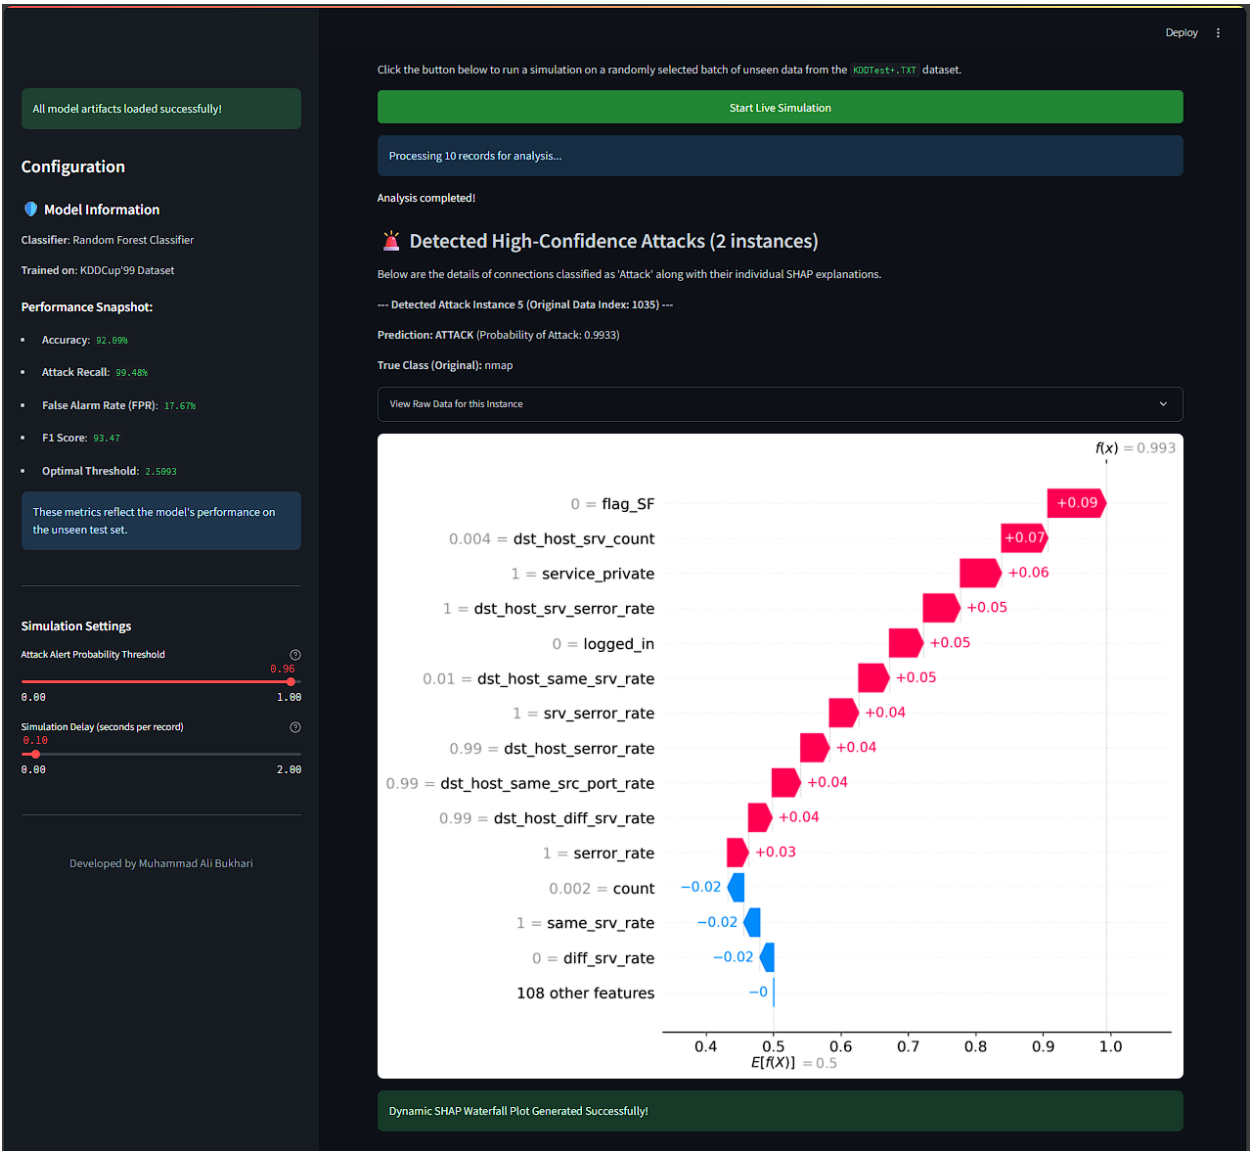 Deploy
All model artifacts loaded successfully!
Configuration
Model Information
Classifier: Random Forest Classifier
Trained on: KDDCup'99 Dataset
Performance Snapshot:
Accuracy: 92.09%
Attack Recall: 99.48%
False Alarm Rate (FPR): 17.67%
F1 Score: 93.47
Optimal Threshold: 2.5093
These metrics reflect the model's performance on
the unseen test set.
Simulation Settings
Attack Alert Probability Threshold
0.96
0.00 1.00
Simulation Delay (seconds per record)
0.10
0.00 2.00
Developed by Muhammad Ali Bukhari
Click the button below to run a simulation on a randomly selected batch of unseen data from the KDDTest+.TXT dataset.
Start Live Simulation
Processing 10 records for analysis...
Analysis completed!
Detected High-Confidence Attacks (2 instances)
Below are the details of connections classified as 'Attack' along with their individual SHAP explanations.
--- Detected Attack Instance 5 (Original Data Index: 1035) ---
Prediction: ATTACK (Probability of Attack: 0.9933)
True Class (Original): nmap
View Raw Data for this Instance
f(x) = 0.993
0 = flag_SF +0.09
0.004 = dst_host_srv_count +0.07
1 = service_private +0.06
1 = dst_host_srv_serror_rate +0.05
0 = logged_in +0.05
0.01 = dst_host_same_srv_rate +0.05
1 = srv_serror_rate +0.04
0.99 = dst_host_serror_rate +0.04
0.99 = dst_host_same_src_port_rate +0.04
0.99 = dst_host_diff_srv_rate +0.04
1 = serror_rate +0.03
0.002 = count −0.02
1 = same_srv_rate −0.02
0 = diff_srv_rate −0.02
108 other features −0
0.4 0.5 0.6 0.7 0.8 0.9 1.0
E[f(X)] = 0.5
Dynamic SHAP Waterfall Plot Generated Successfully!